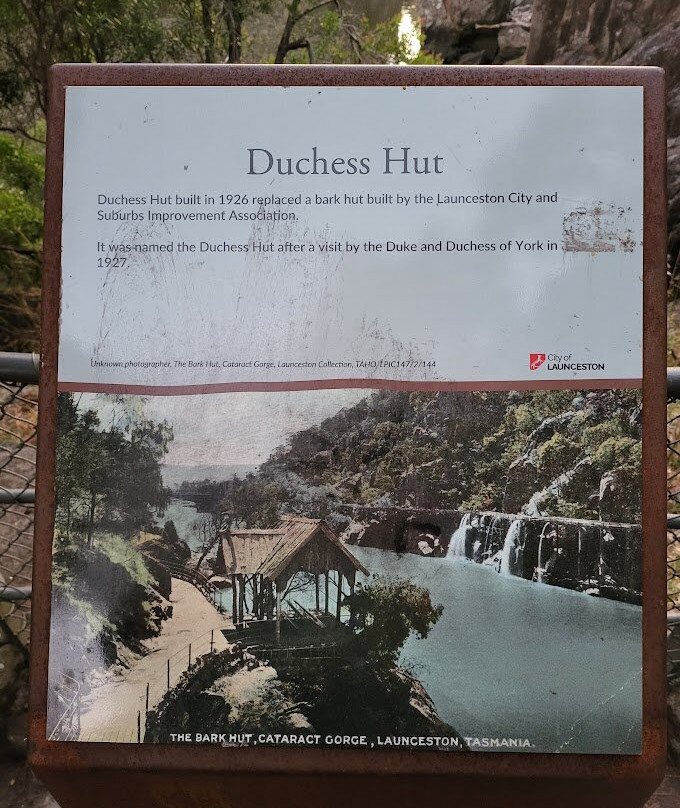 Duchess Hut
Duchess Hut built in 1926 replaced a bark hut built by the Launceston City and
Suburbs Improvement Association.
It was named the Duchess Hut after a visit by the Duke and Duchess of York in
1927.
Unknown photographer, The Bark Hut, Cataract Gorge, Launceston Collection, TAHO, LPIC147/2/144
City of
LAUNCESTON
THE BARK HUT, CATARACT GORGE, LAUNCESTON, TASMANIA.